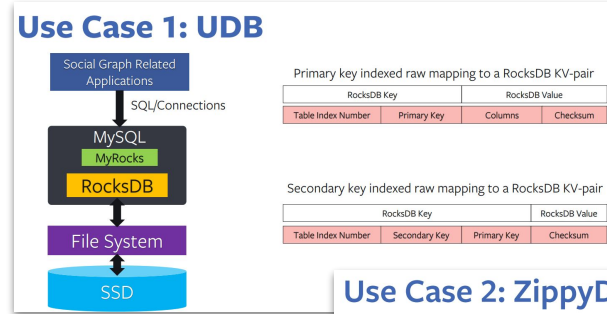 Use Case 1: UDB
Social Graph Related
Applications
SQL/Connections
MySQL
MyRocks
RocksDB
File System
SSD
Primary key indexed raw mapping to a RocksDB KV-pair
RocksDB Key RocksDB Value
Table Index Number Primary Key Columns Checksum
Secondary key indexed raw mapping to a RocksDB KV-pair
RocksDB Key RocksDB Value
Table Index Number Secondary Key Primary Key Checksum
Use Case 2: ZippyD